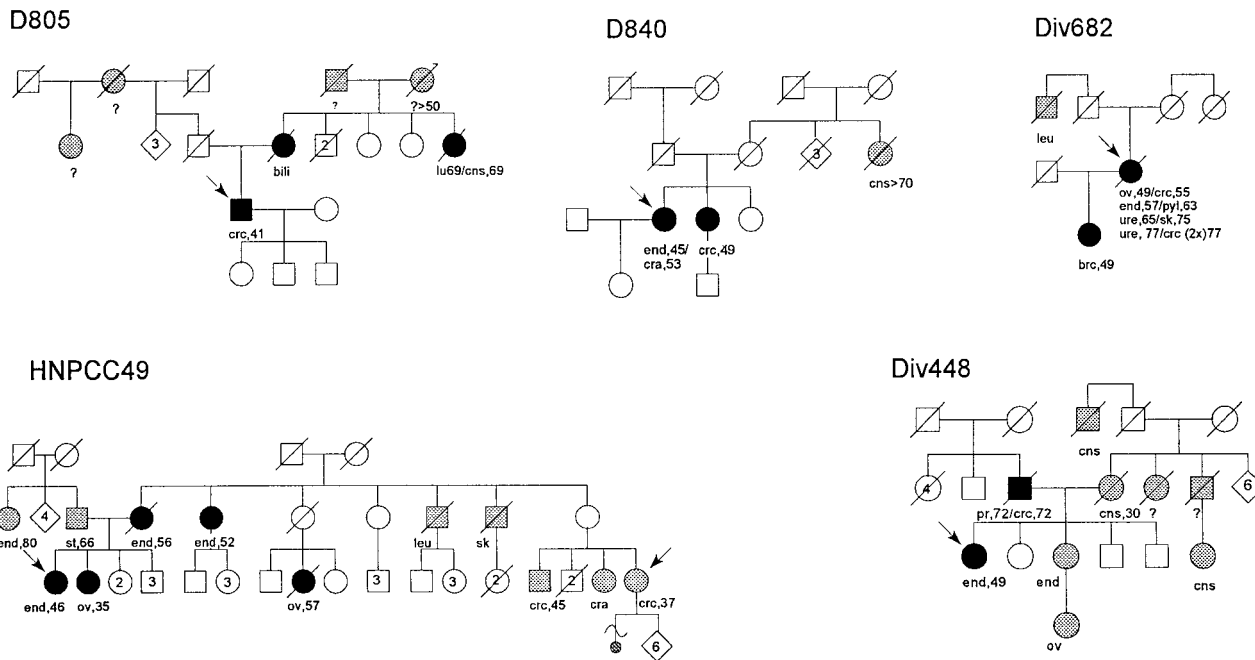 D805
D840
Div682
?
? ?>50
?
3
2
bili
lu69/cns,69
crc,41
3
cns>70
end,45/ crc,49
cra,53
leu
ov,49/crc,55
end,57/pyl,63
ure,65/sk,75
ure, 77/crc (2x)77
brc,49
HNPCC49
4
end,80 st,66 end,56 end,52 leu sk
2 3 3 3 3 2 2
end,46 ov,35 ov,57 crc,45 cra crc,37
6
Div448
cns
4 6
pr,72/crc,72 cns,30 ? ?
end,49 end cns
ov